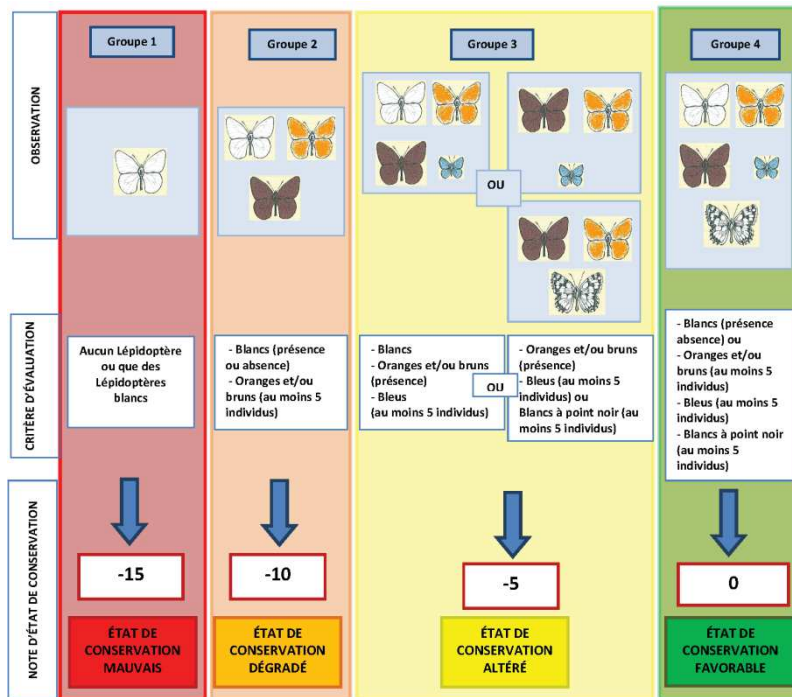 OBSERVATION
Groupe 1
Groupe 2
Groupe 3
Groupe 4
OU
CRITÈRE D'ÉVALUATION
Aucun Lépidoptère
ou que des
Lépidoptères
blancs
- Blancs (présence
ou absence)
- Oranges et/ou
bruns (au moins 5
individus)
- Blancs
- Oranges et/ou bruns
(présence)
- Bleus
(au moins 5 individus)
OU
- Oranges et/ou bruns
(présence)
- Bleus (au moins 5
individus) ou
Blancs à point noir (au
moins 5 individus)
- Blancs (présence
absence) ou
- Oranges et/ou
bruns (au moins 5
individus)
- Bleus (au moins 5
individus)
- Blancs à point noir
(au moins 5
individus)
NOTE D'ÉTAT DE CONSERVATION
-15
-10
-5
0
ÉTAT DE
CONSERVATION
MAUVAIS
ÉTAT DE
CONSERVATION
DÉGRADÉ
ÉTAT DE
CONSERVATION
ALTÉRÉ
ÉTAT DE
CONSERVATION
FAVORABLE